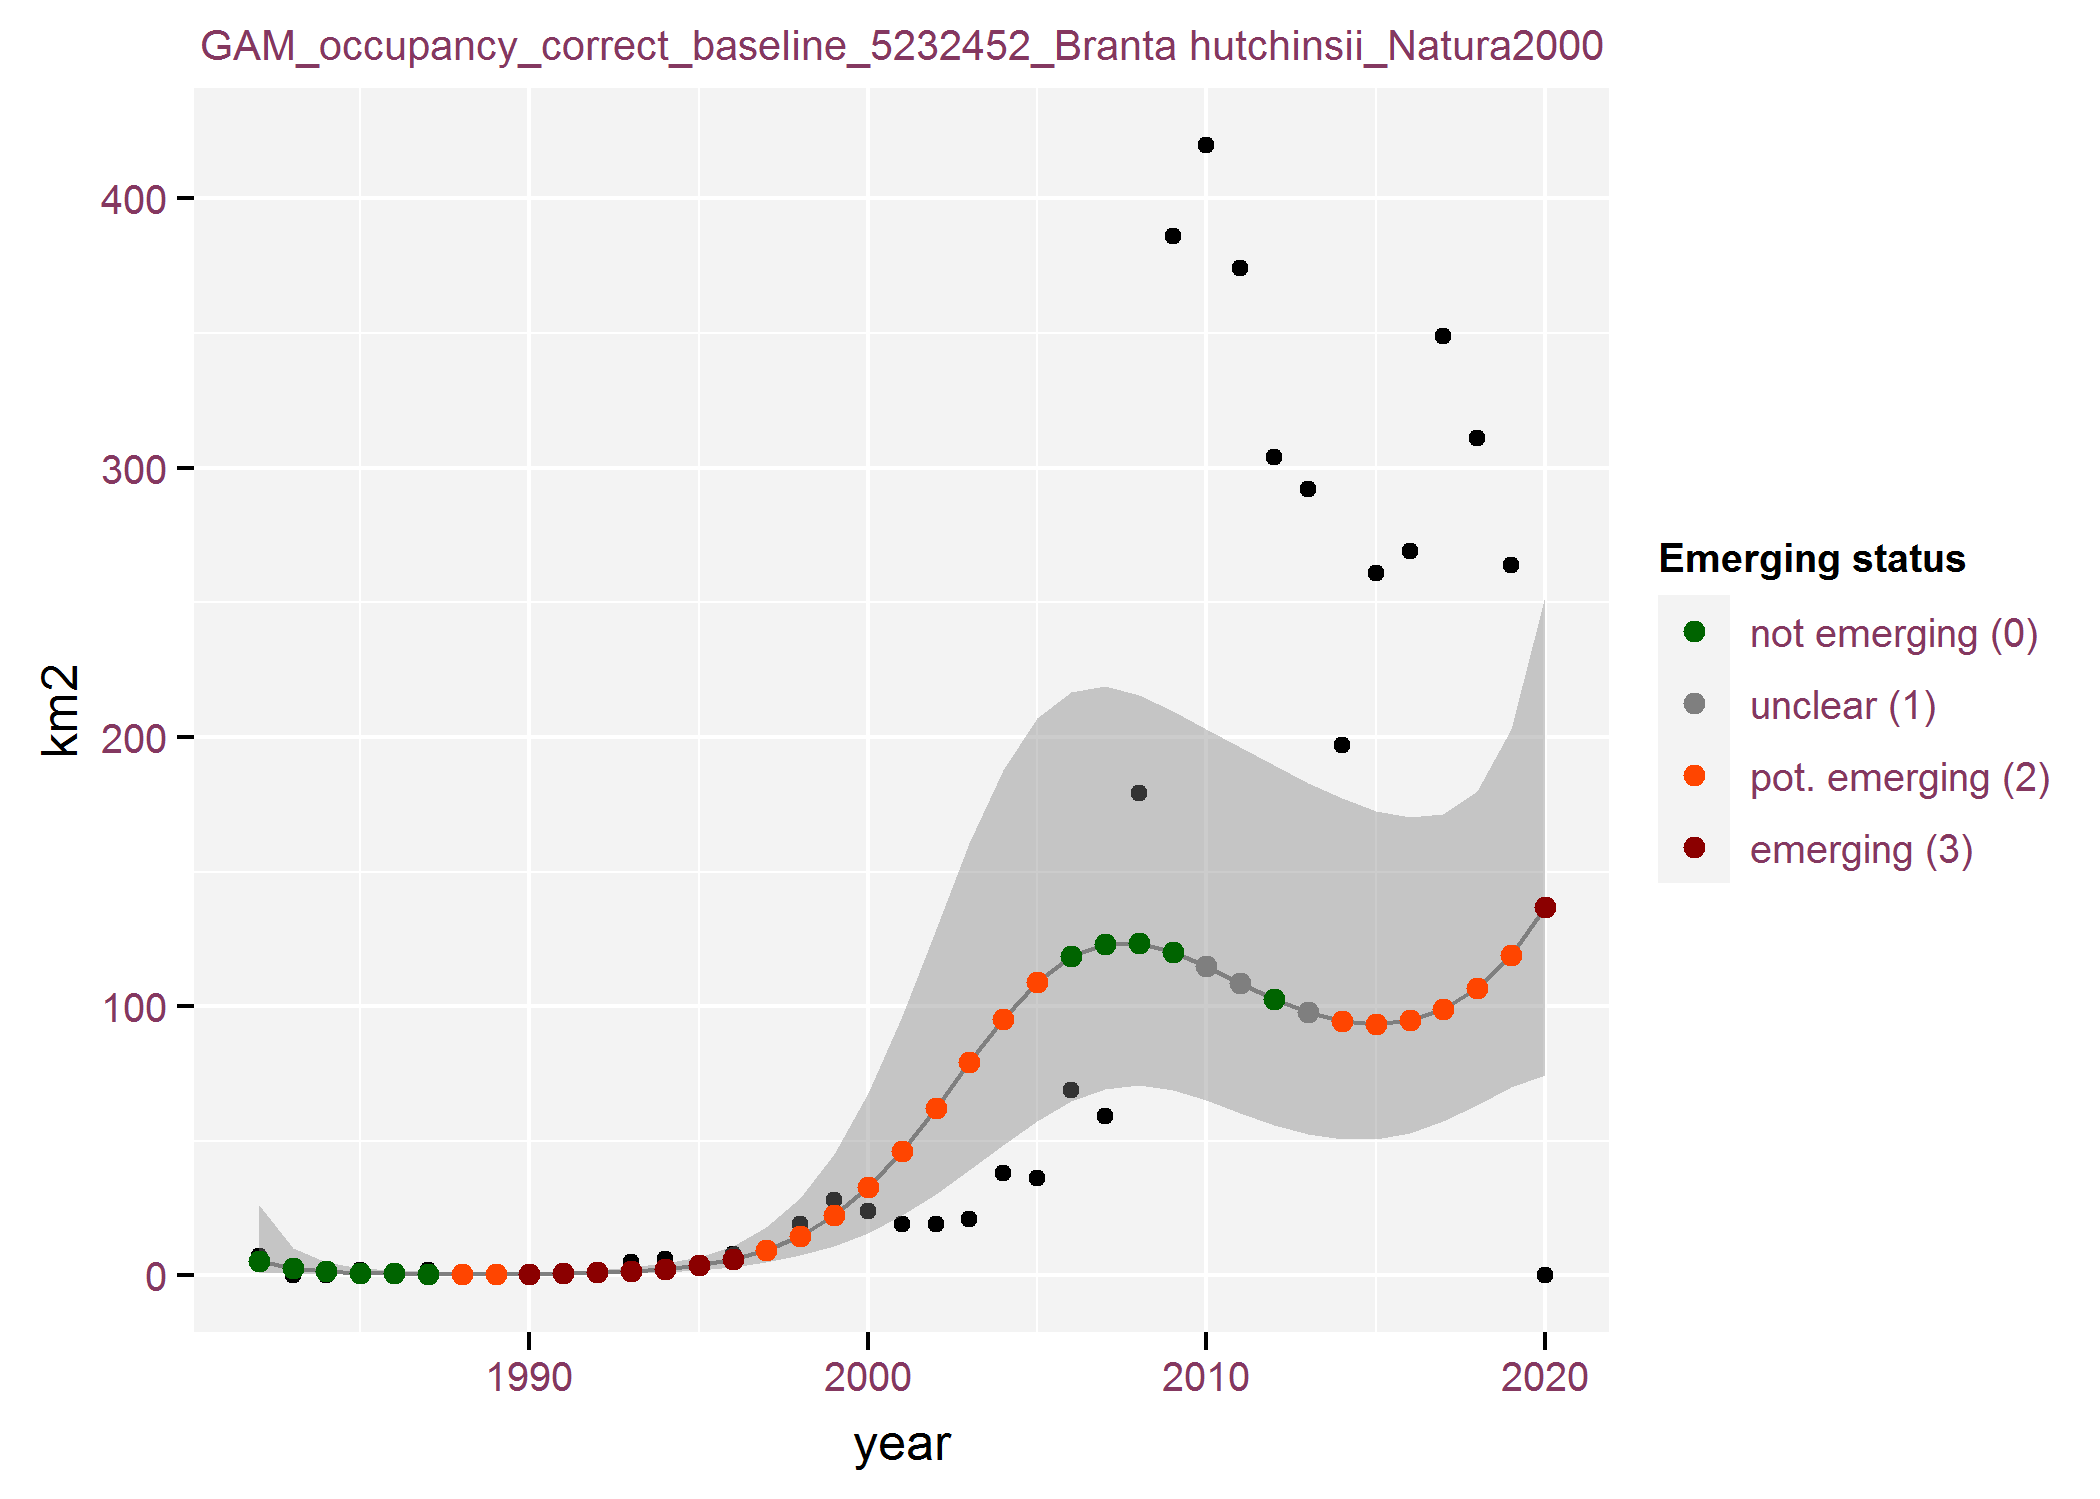 GAM_occupancy_correct_baseline_5232452_Branta hutchinsii_Natura2000
400
300
200
100
0
km2
1990 2000 2010 2020
year
Emerging status
not emerging (0)
unclear (1)
pot. emerging (2)
emerging (3)